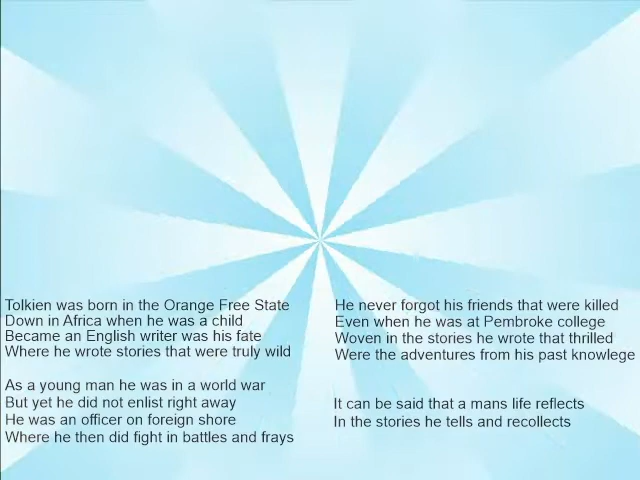 Tolkien was born in the Orange Free State
Down in Africa when he was a child
Became an English writer was his fate
Where he wrote stories that were truly wild
As a young man he was in a world war
But yet he did not enlist right away
He was an officer on foreign shore
Where he then did fight in battles and frays
He never forgot his friends that were killed
Even when he was at Pembroke college
Woven in the stories he wrote that thrilled
Were the adventures from his past knowlege
It can be said that a mans life reflects
In the stories he tells and recollects